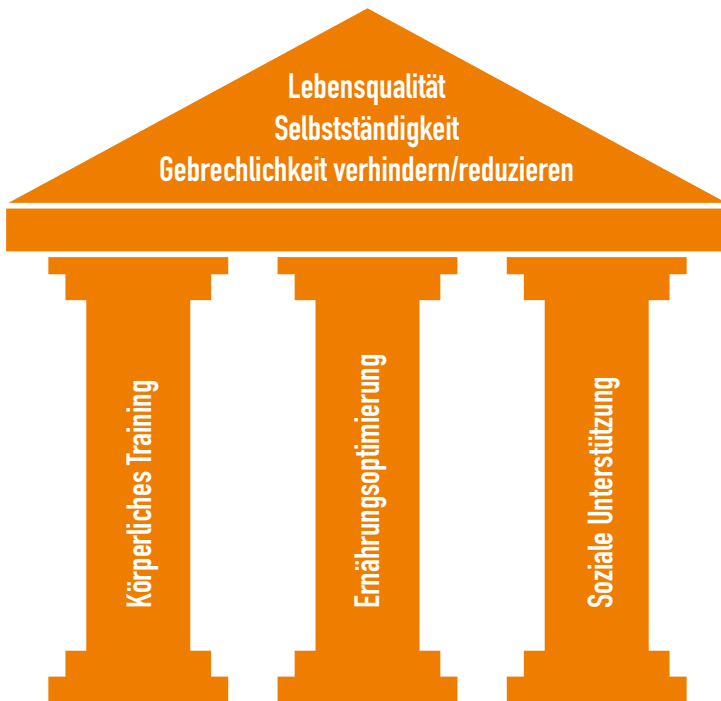 Lebensqualität
Selbstständigkeit
Gebrechlichkeit verhindern/reduzieren
Körperliches Training
Ernährungsoptimierung
Soziale Unterstützung